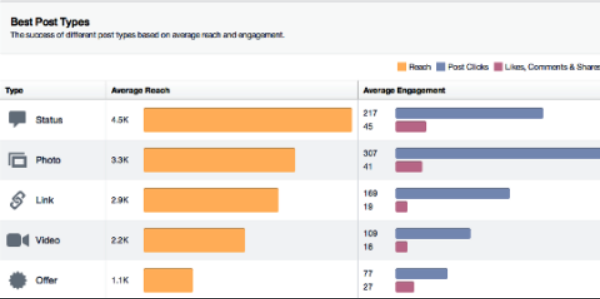 Best Post Types
The success of different post types based on average reach and engagement.
Reach Post Clicks Likes, Comments & Shares
Type Average Reach Average Engagement
Status 4.5K 217
45
Photo 3.3K 307
41
Link 2.9K 169
19
Video 2.2K 109
16
Offer 1.1K 77
27